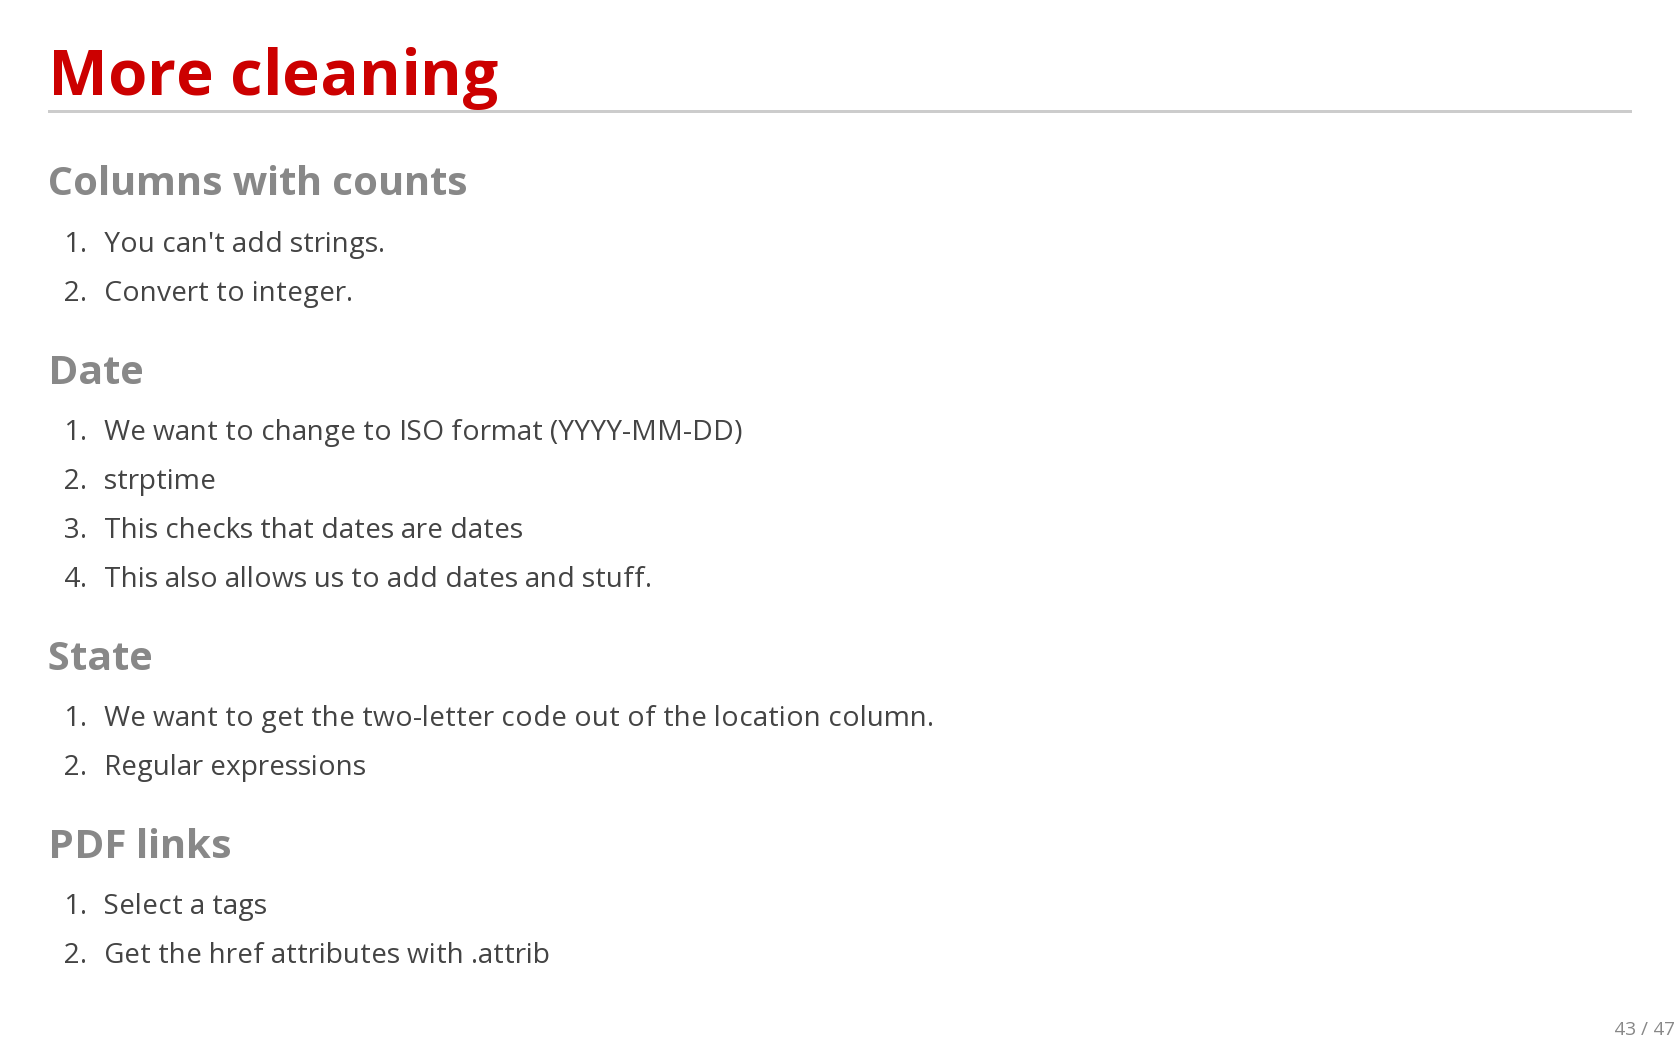 More cleaning
Columns with counts
1. You can't add strings.
2. Convert to integer.
Date
1. We want to change to ISO format (YYYY-MM-DD)
2. strptime
3. This checks that dates are dates
4. This also allows us to add dates and stuff.
State
1. We want to get the two-letter code out of the location column.
2. Regular expressions
PDF links
1. Select a tags
2. Get the href attributes with .attrib
43 / 47